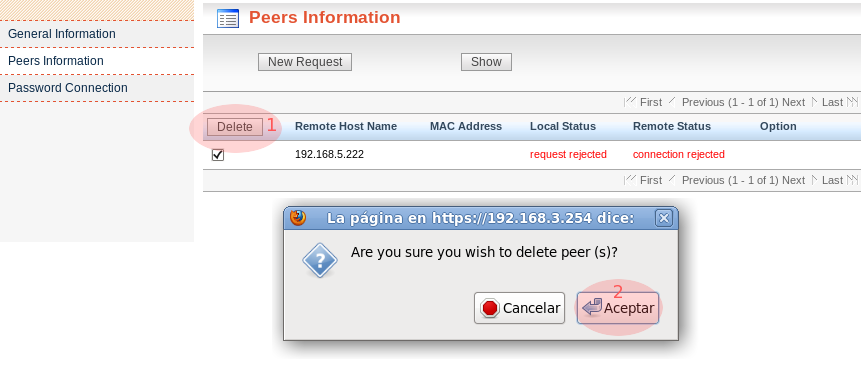 Peers Information
General Information
Peers Information
Password Connection
New Request
Show
First Previous (1 - 1 of 1) Next Last
Delete 1 Remote Host Name MAC Address Local Status Remote Status Option
192.168.5.222 request rejected connection rejected
First Previous (1 - 1 of 1) Next Last
La página en https://192.168.3.254 dice:
Are you sure you wish to delete peer (s)?
2
Cancelar Aceptar